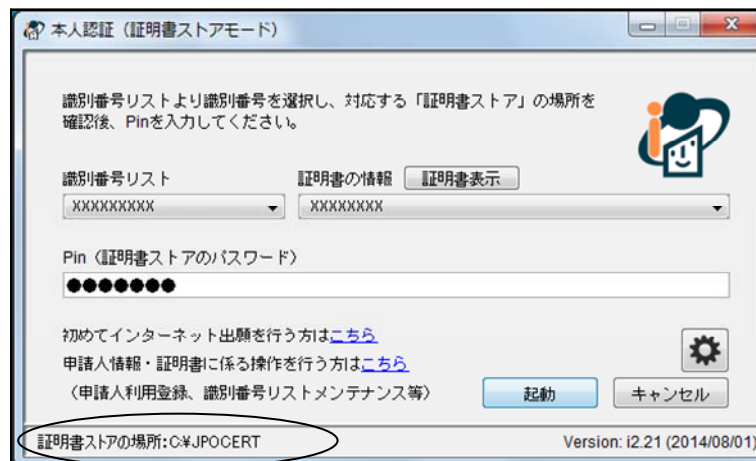 本人認証（証明書ストアモード）
識別番号リストより識別番号を選択し、対応する「証明書ストア」の場所を
確認後、Pinを入力してください。
識別番号リスト 証明書の情報 証明書表示
XXXXXXXXX XXXXXXXX
Pin（証明書ストアのパスワード）
●●●●●●●
初めてインターネット出願を行う方はこちら
申請人情報・証明書に係る操作を行う方はこちら
（申請人利用登録、識別番号リストメンテナンス等） 起動 キャンセル
証明書ストアの場所:C¥JPOCERT Version: i2.21 (2014/08/01)